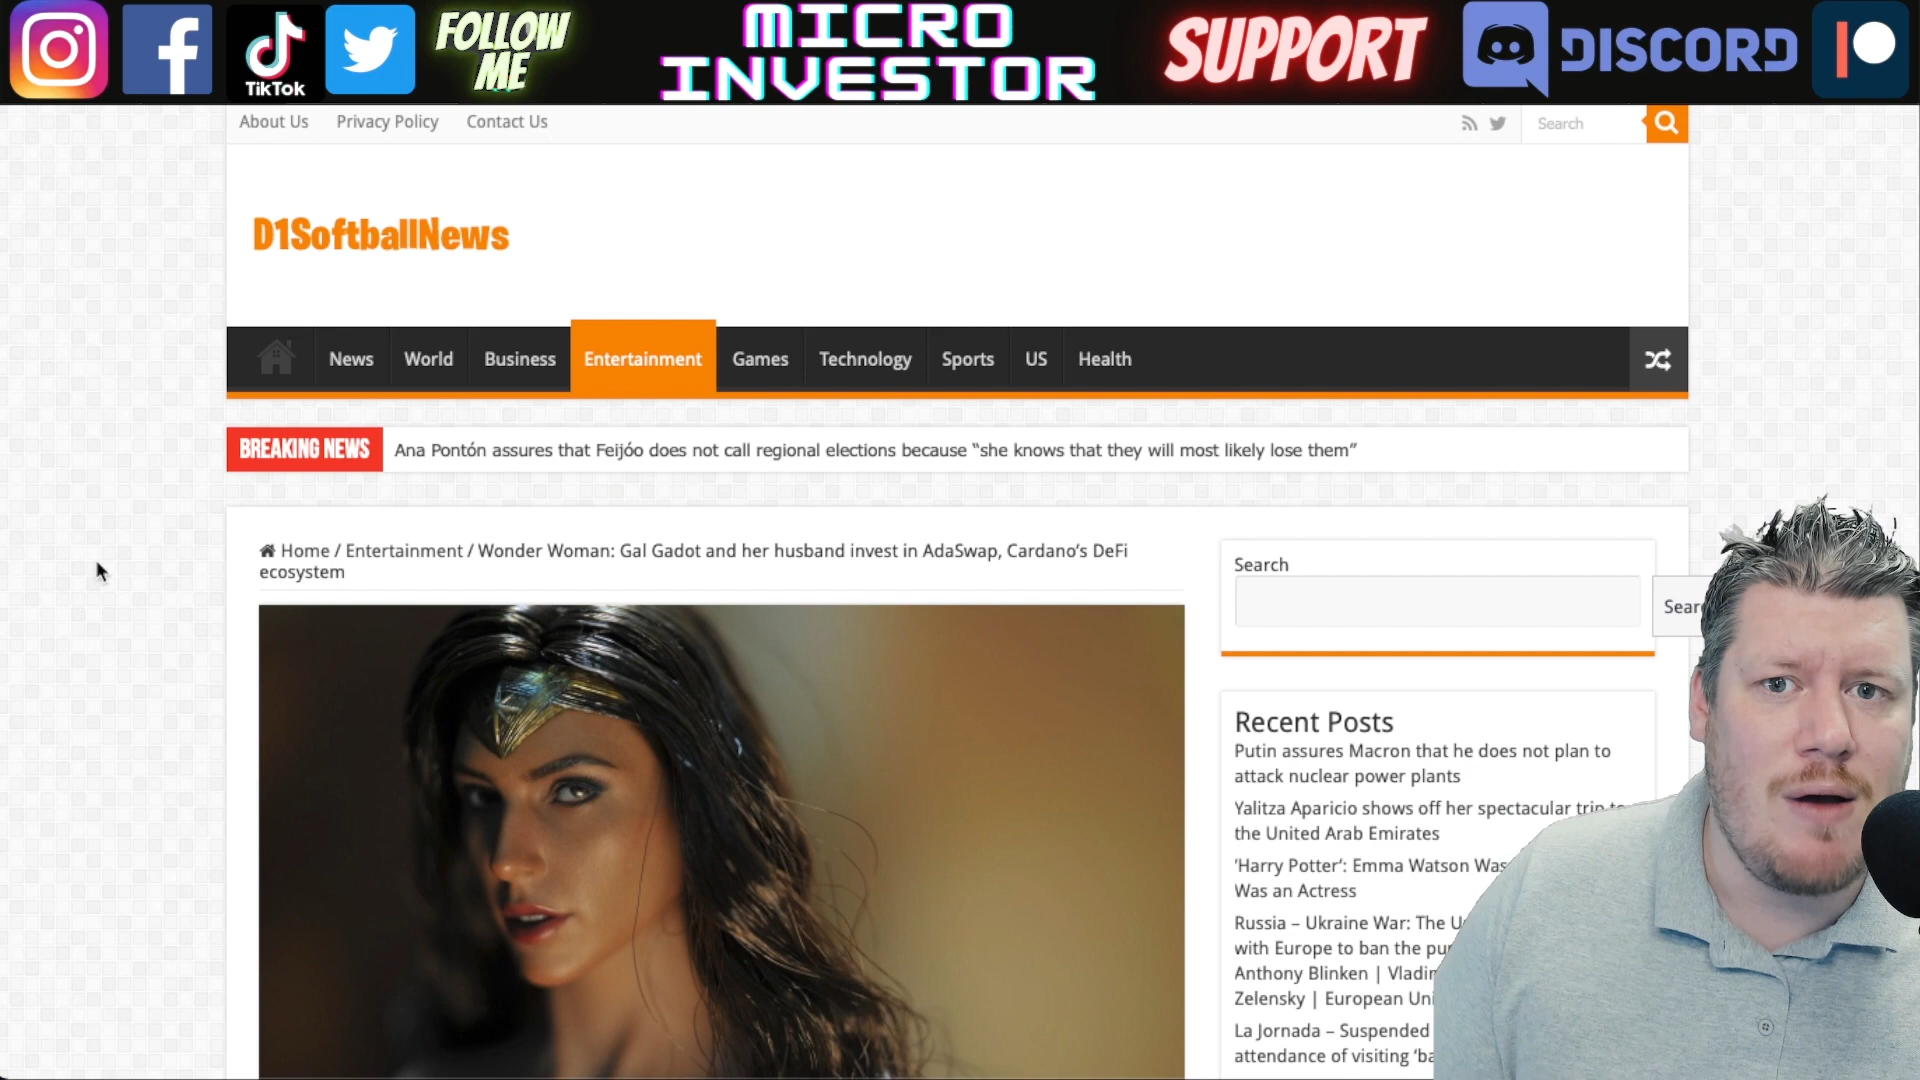 TikTok
FOLLOW
ME
MICRO
INVESTOR
SUPPORT
DISCORD
About Us
Privacy Policy
Contact Us
Search
D1SoftballNews
News
World
Business
Entertainment
Games
Technology
Sports
US
Health
BREAKING NEWS
Ana Pontón assures that Feijóo does not call regional elections because “she knows that they will most likely lose them”
Home / Entertainment / Wonder Woman: Gal Gadot and her husband invest in AdaSwap, Cardano’s DeFi
ecosystem
Search
Recent Posts
Putin assures Macron that he does not plan to
attack nuclear power plants
Yalitza Aparicio shows off her spectacular trip to
the United Arab Emirates
‘Harry Potter’: Emma Watson Was
Was an Actress
Russia – Ukraine War: The
with Europe to ban the
Anthony Blinken |
Zelensky | European
La Jornada – Suspended
attendance of visiting